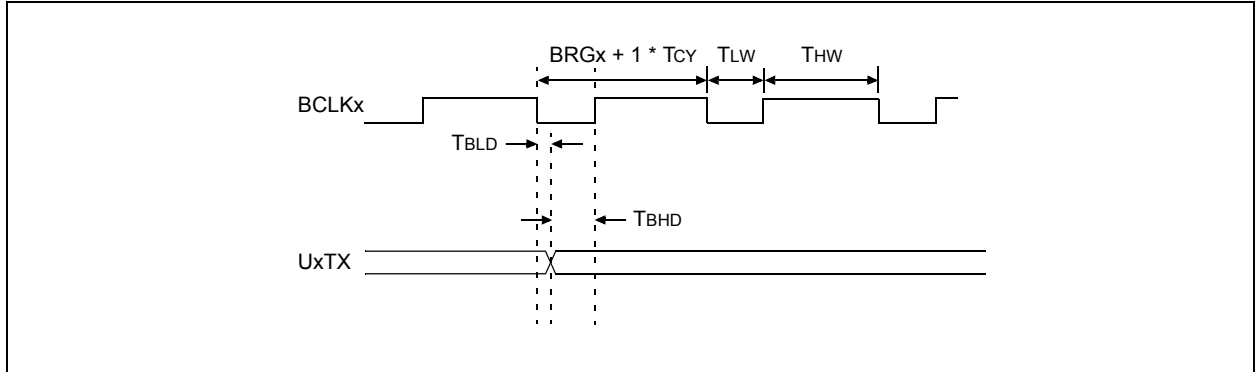 BRGx + 1 * TCY TLW THW
BCLKx
TBLD
TBHD
UxTX